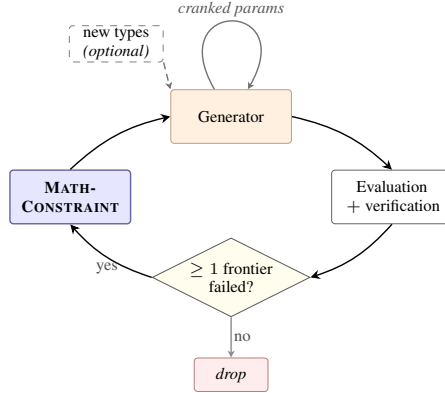 cranked params
new types
(optional)
Generator
MATH-
CONSTRAINT
Evaluation
+ verification
≥ 1 frontier
failed?
yes
no
drop